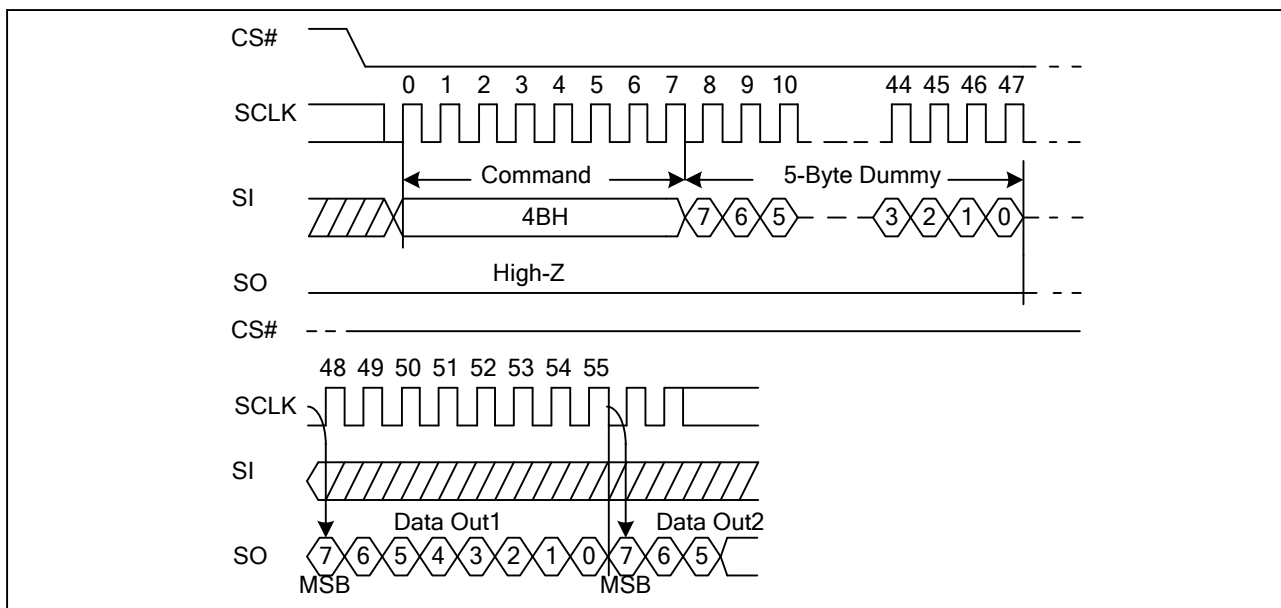 CS#
0 1 2 3 4 5 6 7 8 9 10 44 45 46 47
SCLK
Command 5-Byte Dummy
SI
4BH 7 6 5 3 2 1 0
High-Z
SO
CS#
48 49 50 51 52 53 54 55
SCLK
SI
Data Out1 Data Out2
SO 7 6 5 4 3 2 1 0 7 6 5
MSB MSB